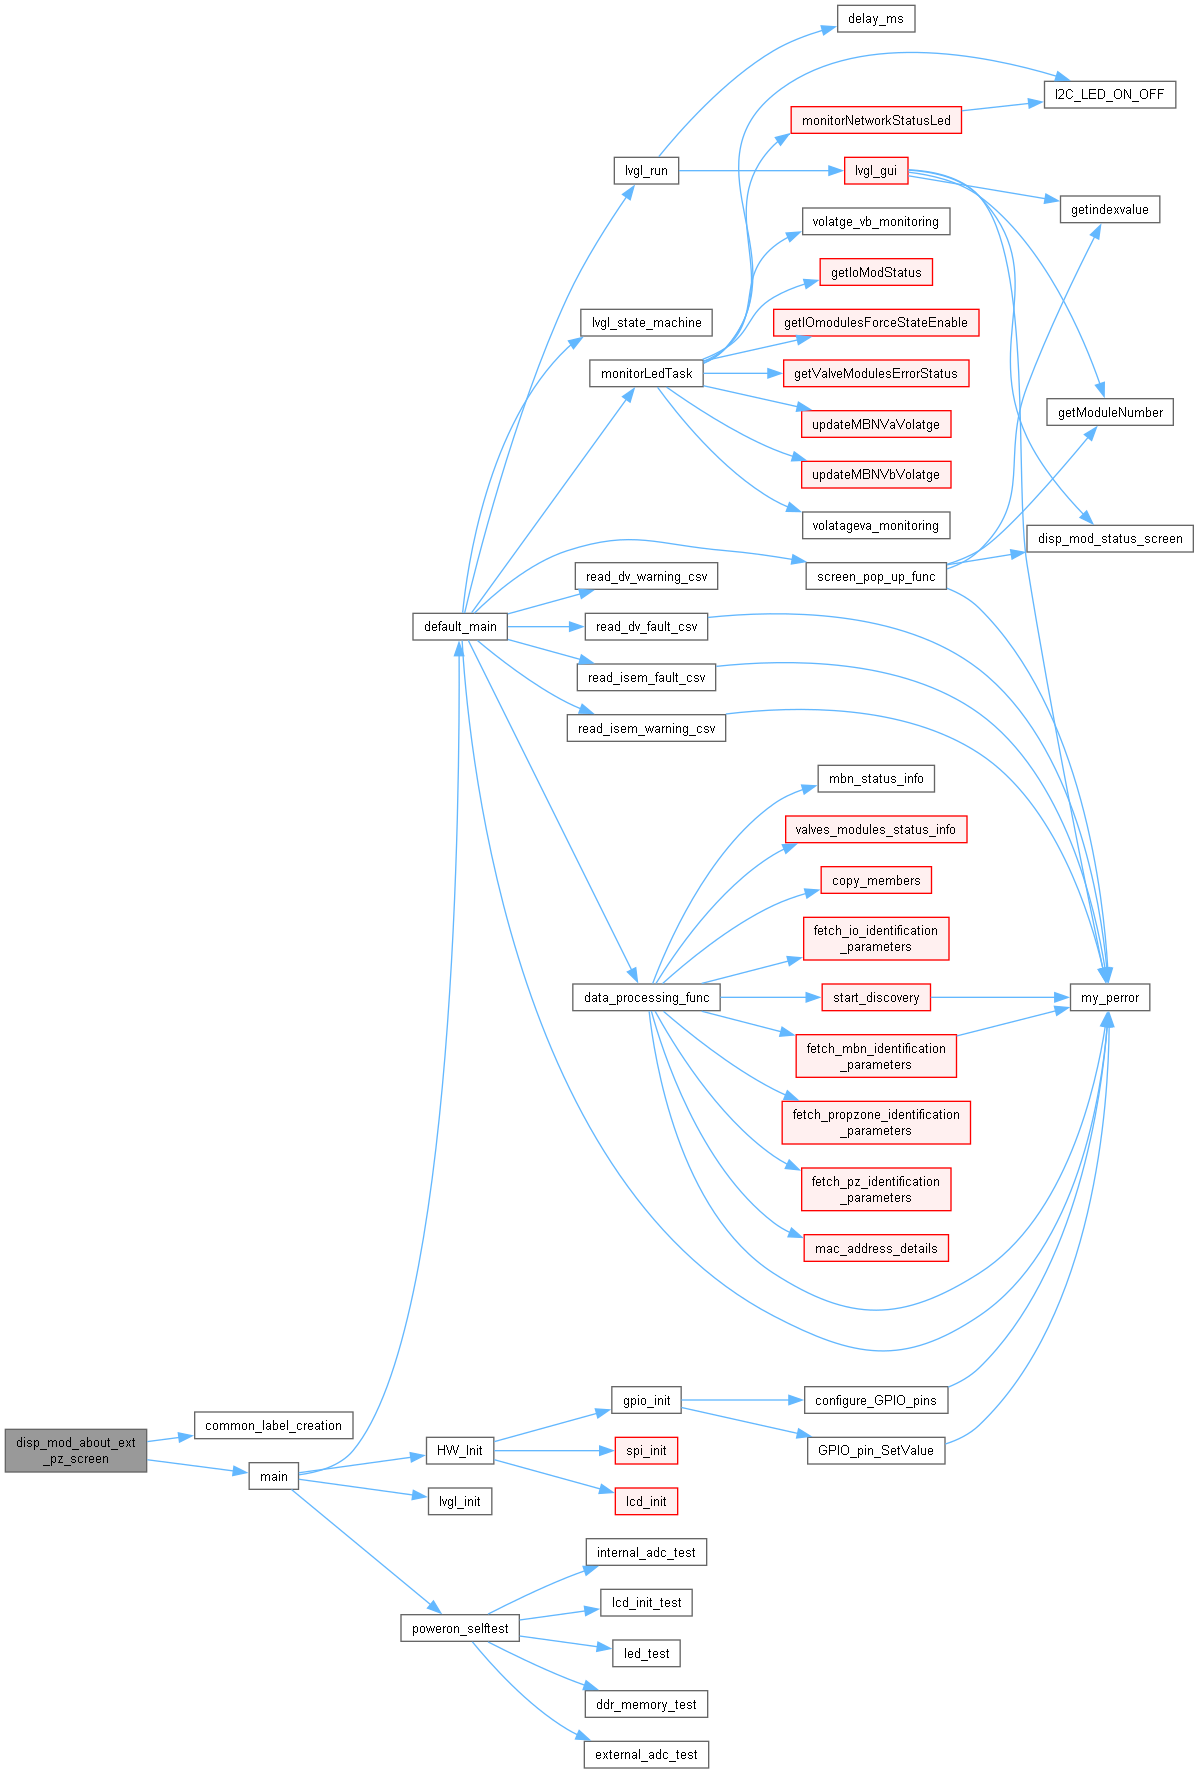 delay_ms
I2C_LED_ON_OFF
monitorNetworkStatusLed
lvgl_run
lvgl_gui
getindexvalue
volatge_vb_monitoring
getIoModStatus
lvgl_state_machine
getIOmodulesForceStateEnable
monitorLedTask
getValveModulesErrorStatus
getModuleNumber
updateMBNVaVolatge
updateMBNVbVolatge
volatageva_monitoring
disp_mod_status_screen
read_dv_warning_csv
screen_pop_up_func
default_main
read_dv_fault_csv
read_isem_fault_csv
read_isem_warning_csv
mbn_status_info
valves_modules_status_info
copy_members
fetch_io_identification
_parameters
data_processing_func
start_discovery
my_perror
fetch_mbn_identification
_parameters
fetch_propzone_identification
_parameters
fetch_pz_identification
_parameters
mac_address_details
gpio_init
configure_GPIO_pins
common_label_creation
disp_mod_about_ext
_pz_screen
HW_Init
spi_init
GPIO_pin_SetValue
main
lvgl_init
lcd_init
internal_adc_test
lcd_init_test
poweron_selftest
led_test
ddr_memory_test
external_adc_test